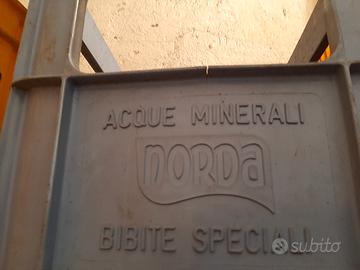 ACQUE MINERALI
norda
BIBITE SPECIALI
subito